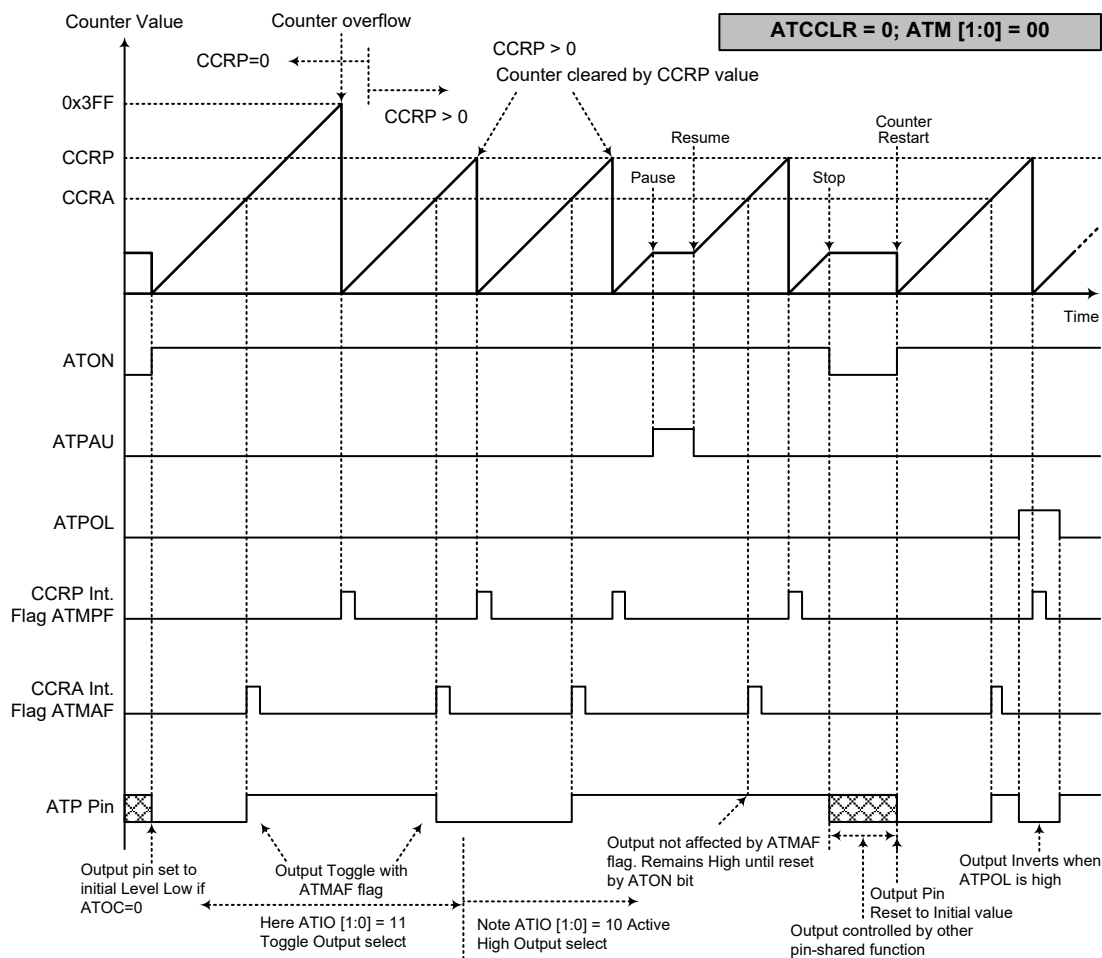 Counter Value
Counter overflow
ATCCLR = 0; ATM [1:0] = 00
CCRP=0
CCRP > 0
CCRP > 0
Counter cleared by CCRP value
0x3FF
CCRP
CCRA
Pause
Resume
Stop
Counter
Restart
Time
ATON
ATPAU
ATPOL
CCRP Int.
Flag ATMPF
CCRA Int.
Flag ATMAF
ATP Pin
Output pin set to
initial Level Low if
ATOC=0
Output Toggle with
ATMAF flag
Here ATIO [1:0] = 11
Toggle Output select
Note ATIO [1:0] = 10 Active
High Output select
Output not affected by ATMAF
flag. Remains High until reset
by ATON bit
Output Pin
Reset to Initial value
Output controlled by other
pin-shared function
Output Inverts when
ATPOL is high